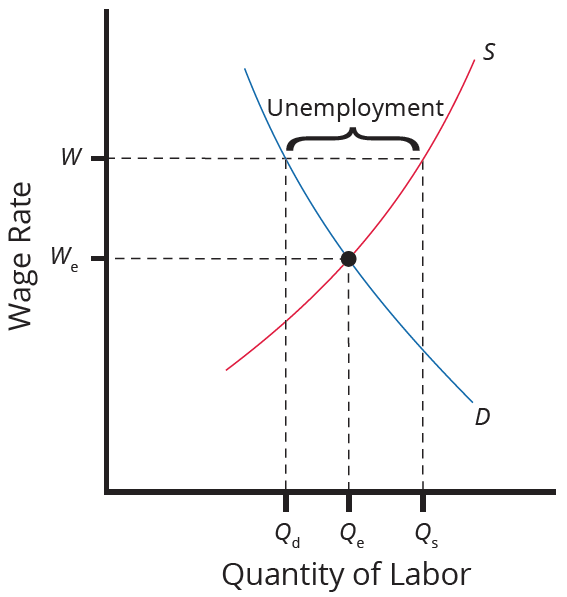 S
Unemployment
W
Wage Rate
We
D
Qd
Qe
Qs
Quantity of Labor